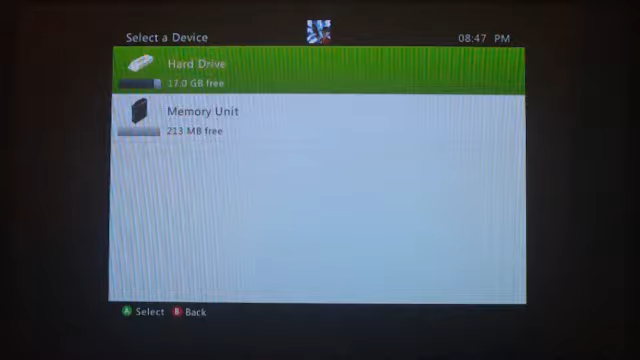 Select a Device
08:47 PM
Hard Drive
17.0 GB free
Memory Unit
213 MB free
A Select B Back